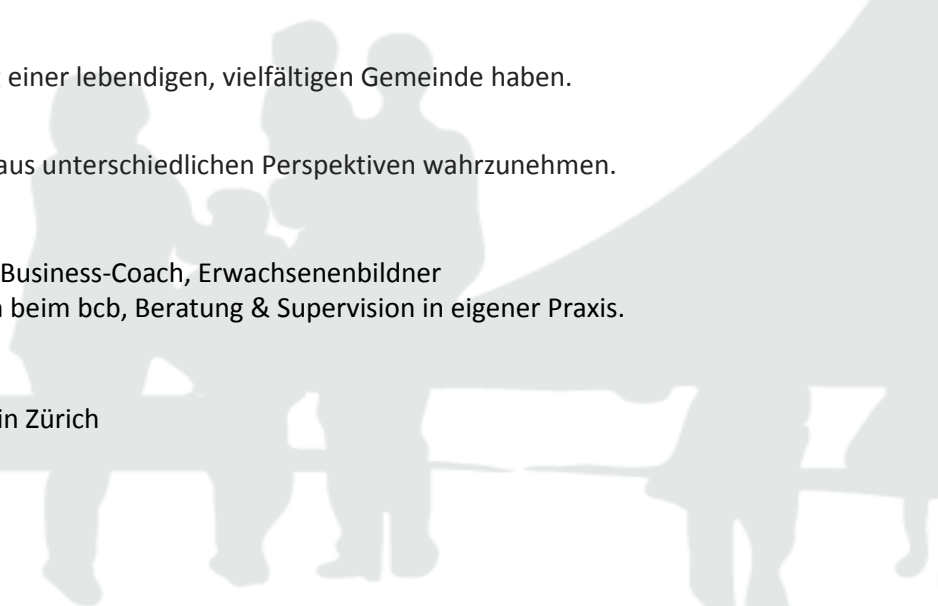 einer lebendigen, vielfältigen Gemeinde haben.
aus unterschiedlichen Perspektiven wahrzunehmen.
Business-Coach, Erwachsenenbildner
beim bcb, Beratung & Supervision in eigener Praxis.
in Zürich